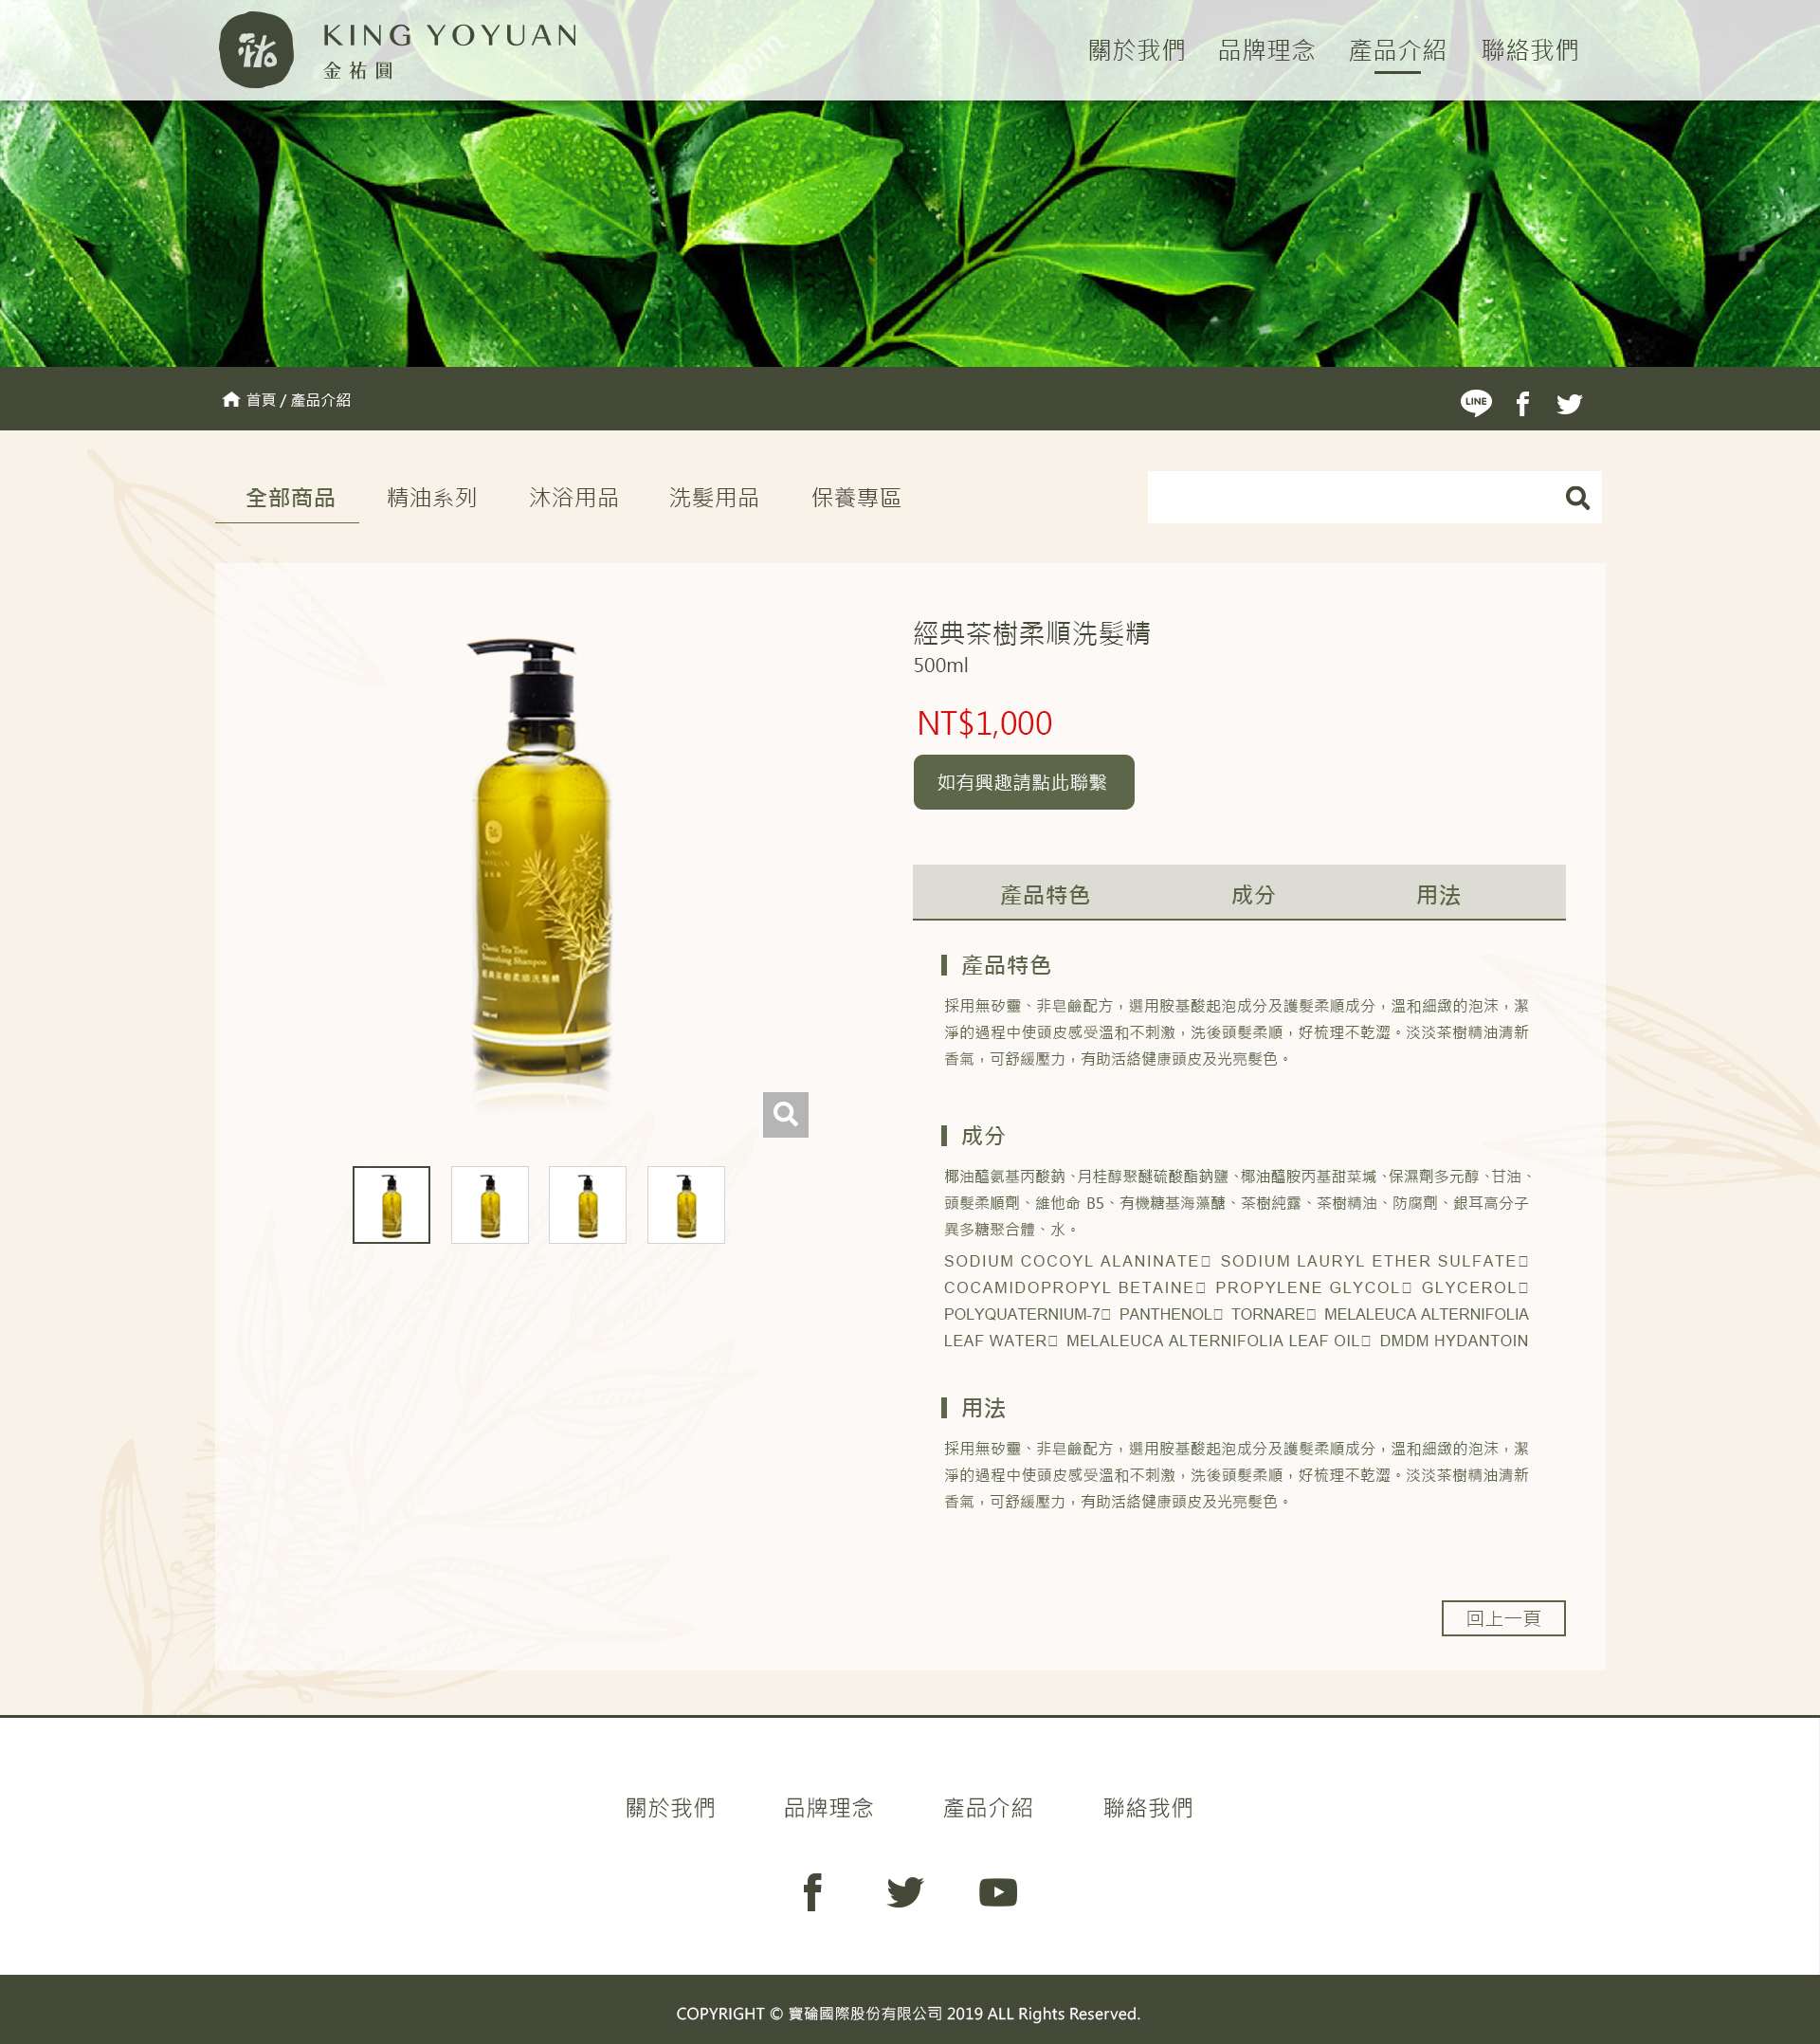 KING YOYUAN
金祐圓
關於我們 品牌理念 產品介紹 聯絡我們
首頁 / 產品介紹
LINE
全部商品 精油系列 沐浴用品 洗髮用品 保養專區
經典茶樹柔順洗髮精
500ml
NT$1,000
如有興趣請點此聯繫
KING
YOYUAN
Classic Tea Tree
Smoothing Shampoo
經典茶樹柔順洗髮精
產品特色 成分 用法
產品特色
採用無矽靈、非皂鹼配方，選用胺基酸起泡成分及護髮柔順成分，溫和細緻的泡沫，潔
淨的過程中使頭皮感受溫和不刺激，洗後頭髮柔順，好梳理不乾澀。淡淡茶樹精油清新
香氣，可舒緩壓力，有助活絡健康頭皮及光亮髮色。
成分
椰油醯氨基丙酸鈉、月桂醇聚醚硫酸酯鈉鹽、椰油醯胺丙基甜菜堿、保濕劑多元醇、甘油、
頭髮柔順劑、維他命 B5、有機糖基海藻醣、茶樹純露、茶樹精油、防腐劑、銀耳高分子
異多糖聚合體、水。
SODIUM COCOYL ALANINATE SODIUM LAURYL ETHER SULFATE
COCAMIDOPROPYL BETAINE PROPYLENE GLYCOL GLYCEROL
POLYQUATERNIUM-7 PANTHENOL TORNARE MELALEUCA ALTERNIFOLIA
LEAF WATER MELALEUCA ALTERNIFOLIA LEAF OIL DMDM HYDANTOIN
用法
採用無矽靈、非皂鹼配方，選用胺基酸起泡成分及護髮柔順成分，溫和細緻的泡沫，潔
淨的過程中使頭皮感受溫和不刺激，洗後頭髮柔順，好梳理不乾澀。淡淡茶樹精油清新
香氣，可舒緩壓力，有助活絡健康頭皮及光亮髮色。
回上一頁
關於我們 品牌理念 產品介紹 聯絡我們
COPYRIGHT © 寶碖國際股份有限公司 2019 ALL Rights Reserved.